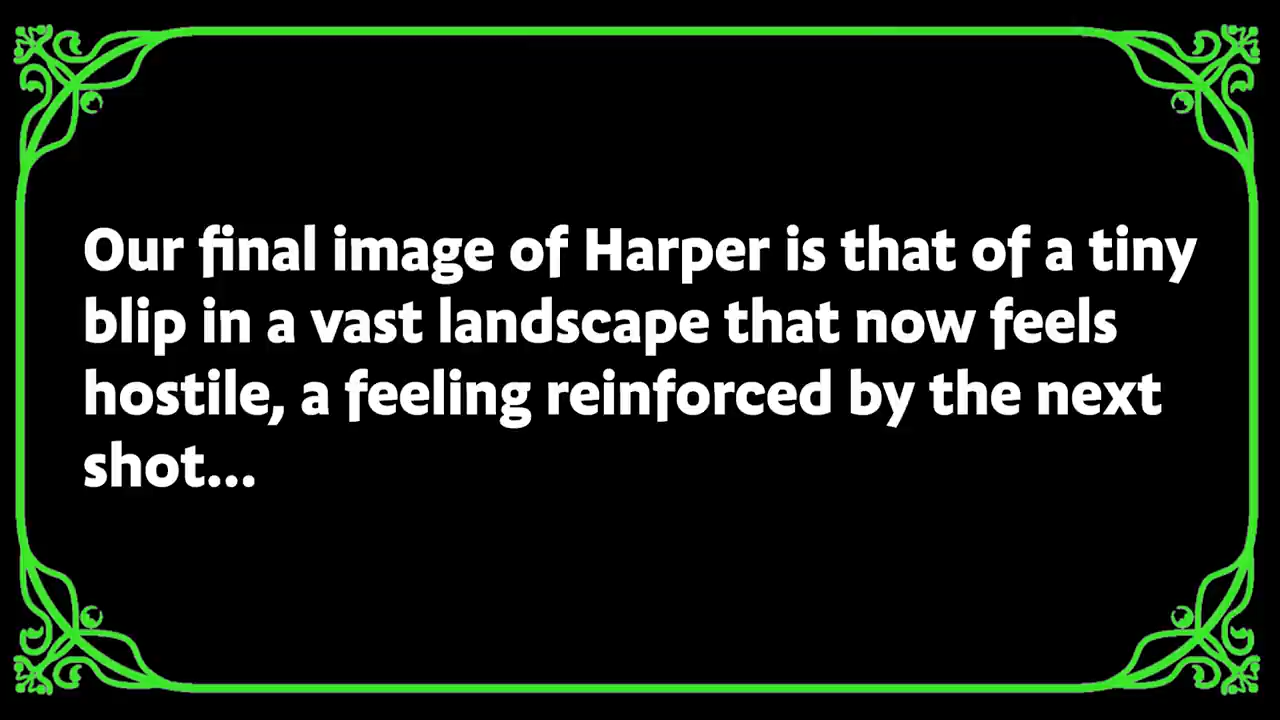 Our final image of Harper is that of a tiny
blip in a vast landscape that now feels
hostile, a feeling reinforced by the next
shot...